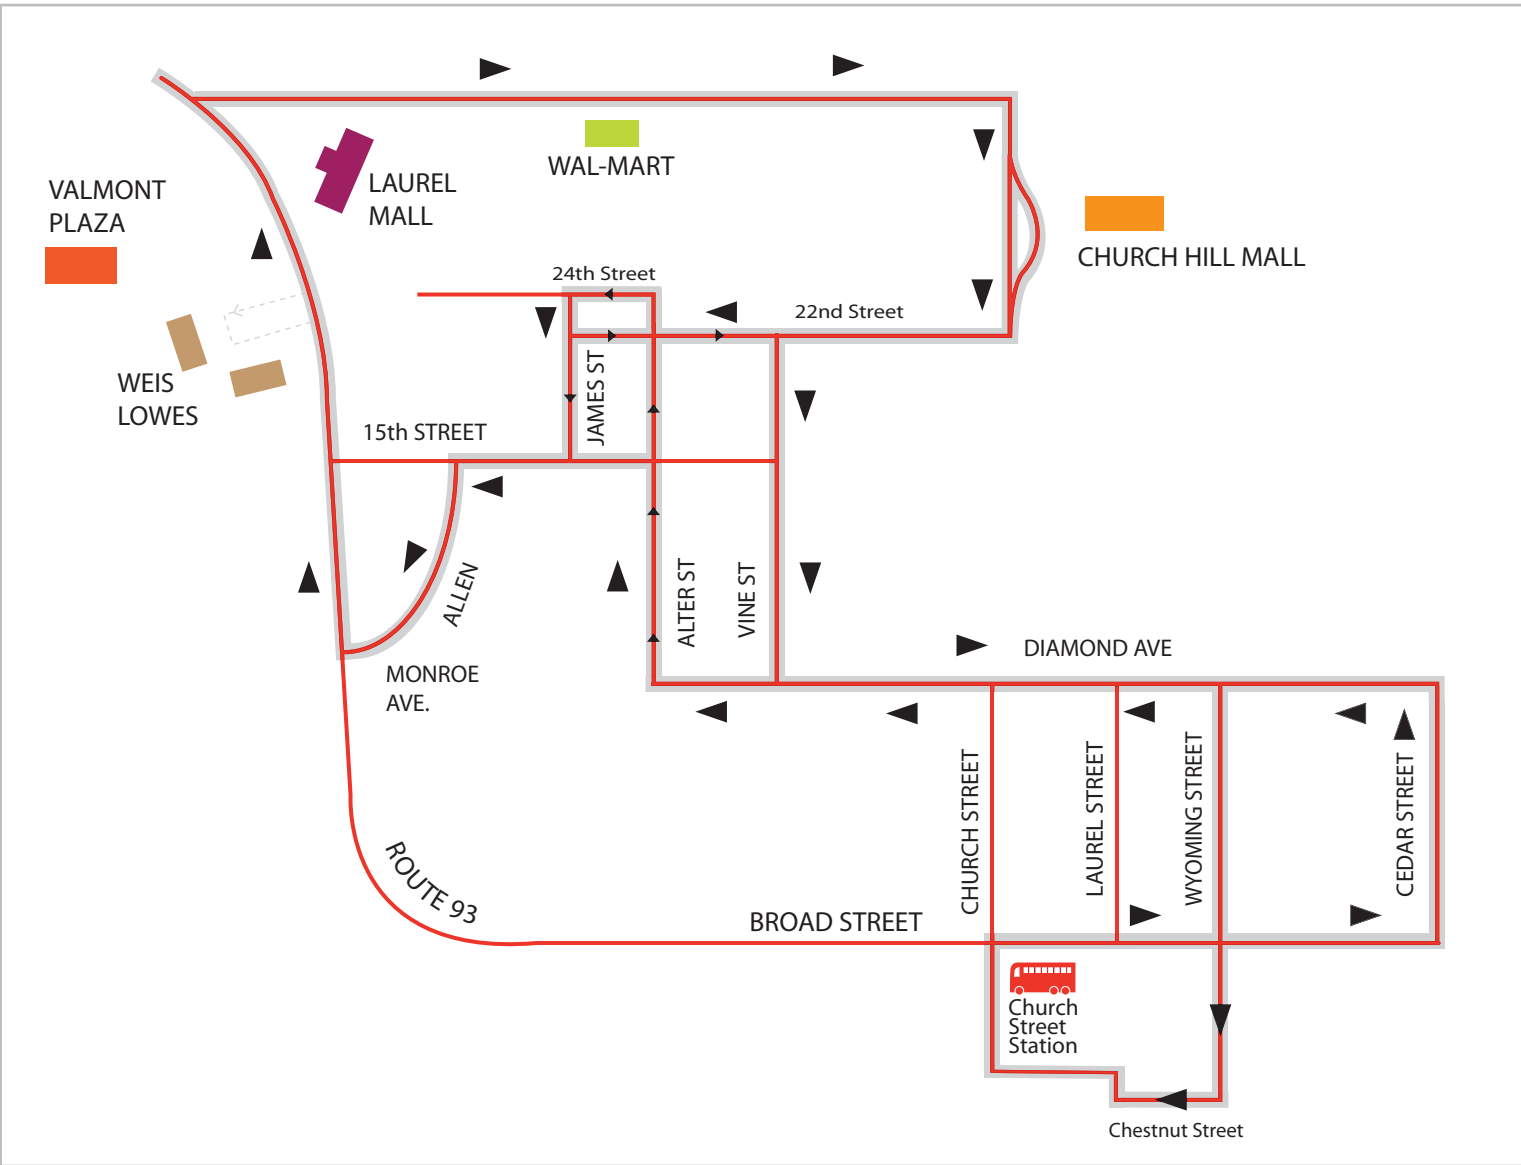 WAL-MART
LAUREL
MALL
VALMONT
PLAZA
CHURCH HILL MALL
24th Street
22nd Street
WEIS
LOWES
JAMES ST
15th STREET
ALLEN
ALTER ST
VINE ST
MONROE
AVE.
DIAMOND AVE
CHURCH STREET
LAUREL STREET
WYOMING STREET
CEDAR STREET
ROUTE 93
BROAD STREET
Church
Street
Station
Chestnut Street